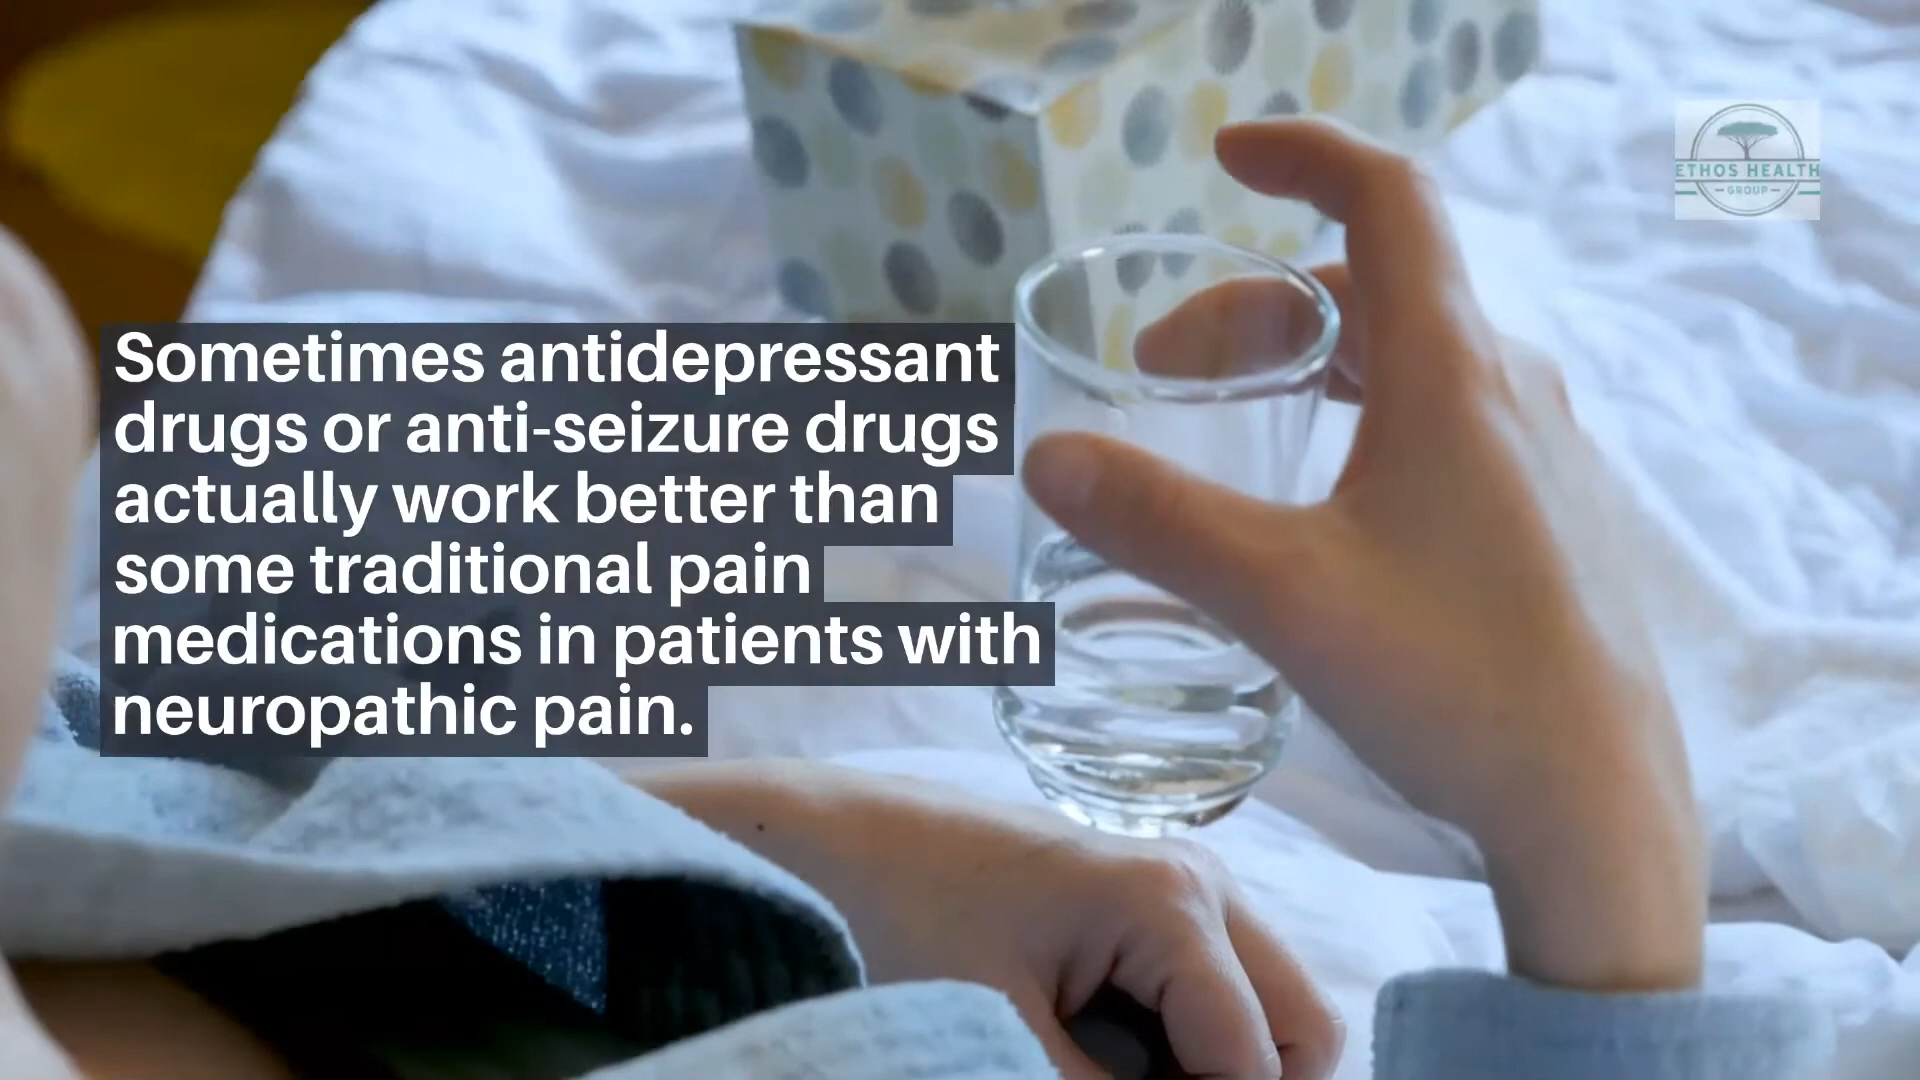 Sometimes antidepressant
drugs or anti-seizure drugs
actually work better than
some traditional pain
medications in patients with
neuropathic pain.
ETHOS HEALTH
GROUP